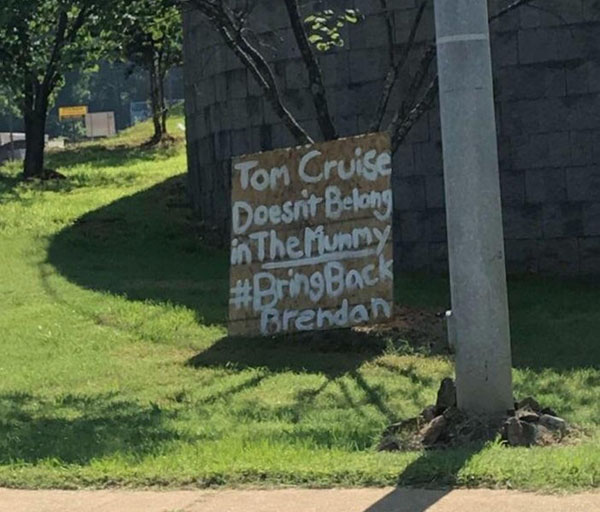 Tom Cruise
Doesn't Belong
in The Mummy
#BringBack
Brendan